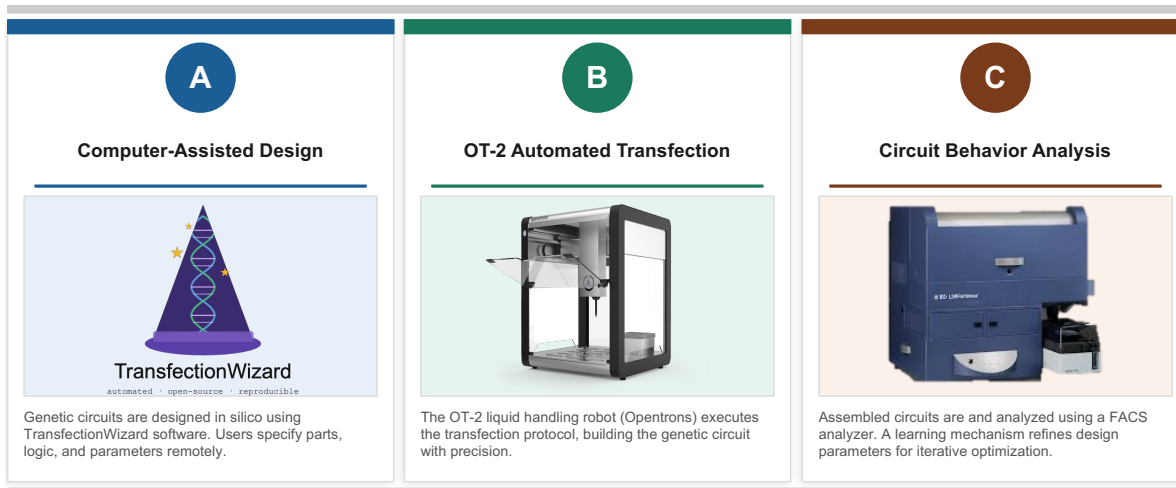 A
Computer-Assisted Design
TransfectionWizard
automated · open-source · reproducible
Genetic circuits are designed in silico using
TransfectionWizard software. Users specify parts,
logic, and parameters remotely.
B
OT-2 Automated Transfection
The OT-2 liquid handling robot (Opentrons) executes
the transfection protocol, building the genetic circuit
with precision.
C
Circuit Behavior Analysis
BD LSRFortessa
Assembled circuits are and analyzed using a FACS
analyzer. A learning mechanism refines design
parameters for iterative optimization.